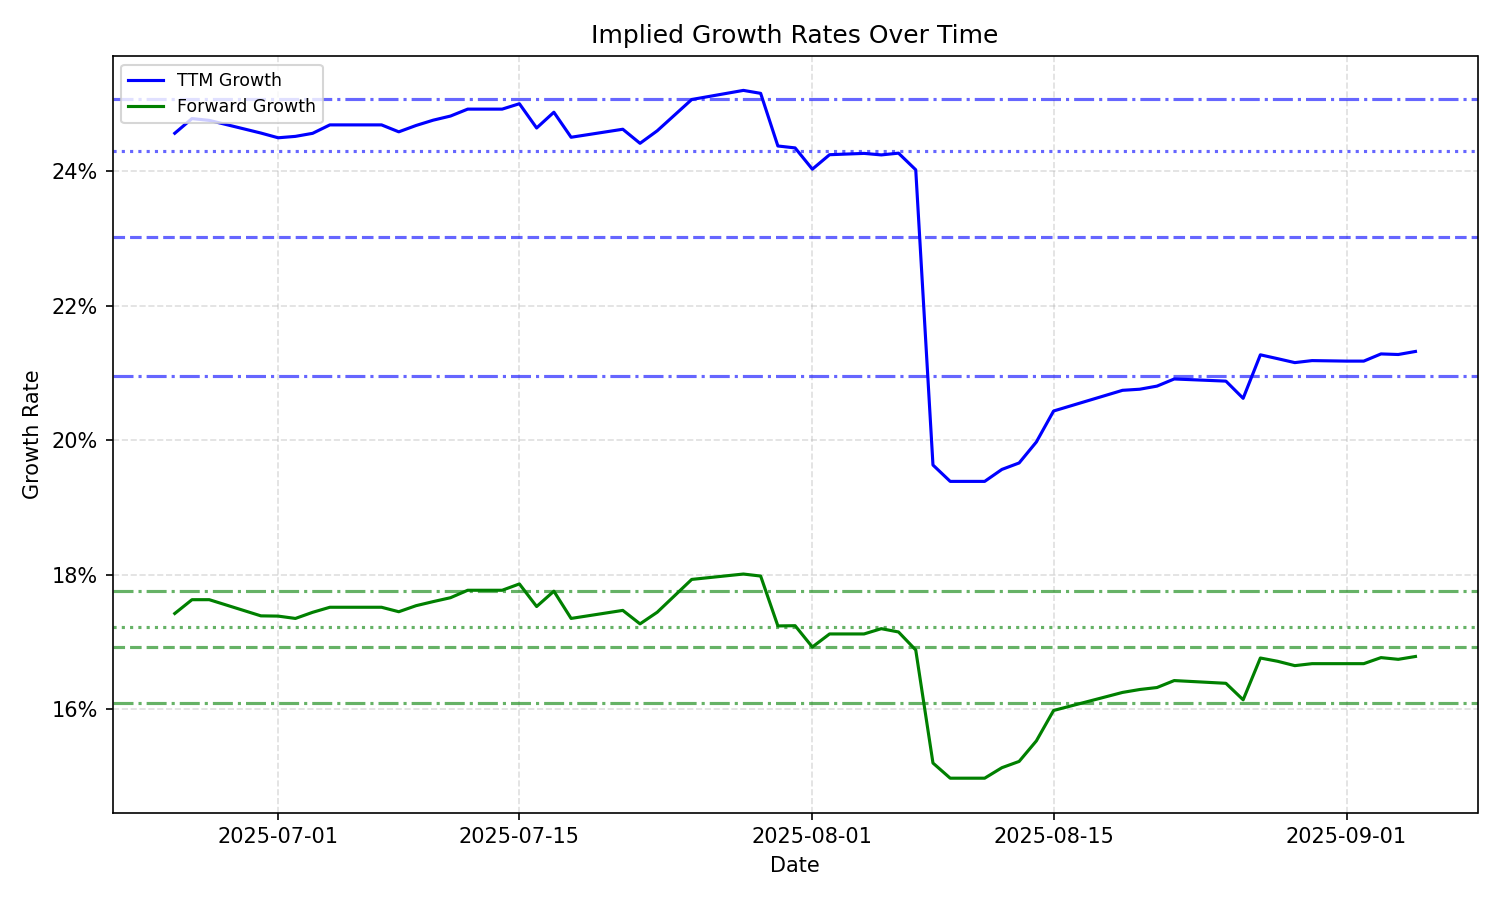 Implied Growth Rates Over Time
TTM Growth
Forward Growth
24%
22%
20%
18%
16%
Growth Rate
2025-07-01
2025-07-15
2025-08-01
2025-08-15
2025-09-01
Date